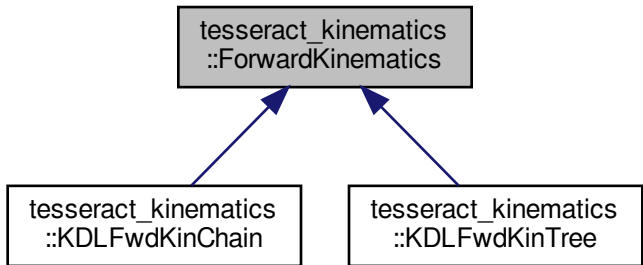 tesseract_kinematics
::ForwardKinematics
tesseract_kinematics
::KDLFwdKinChain
tesseract_kinematics
::KDLFwdKinTree